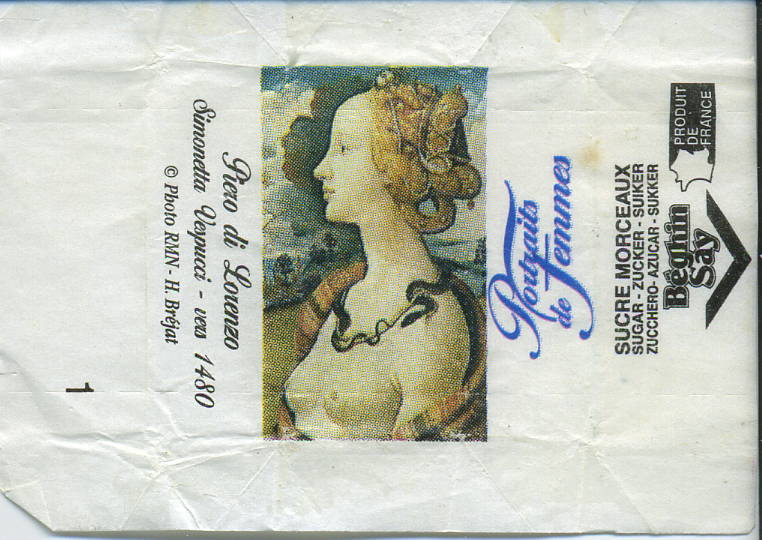 Béghin
Say
PRODUIT
DE
FRANCE
SUCRE MORCEAUX
SUGAR - ZUCKER - SUIKER
ZUCCHERO - AZUCAR - SUKKER
Portraits
de Femmes
Piero di Lorenzo
Simonetta Vepucci - vers 1480
© Photo RMN - H. Bréjat
1